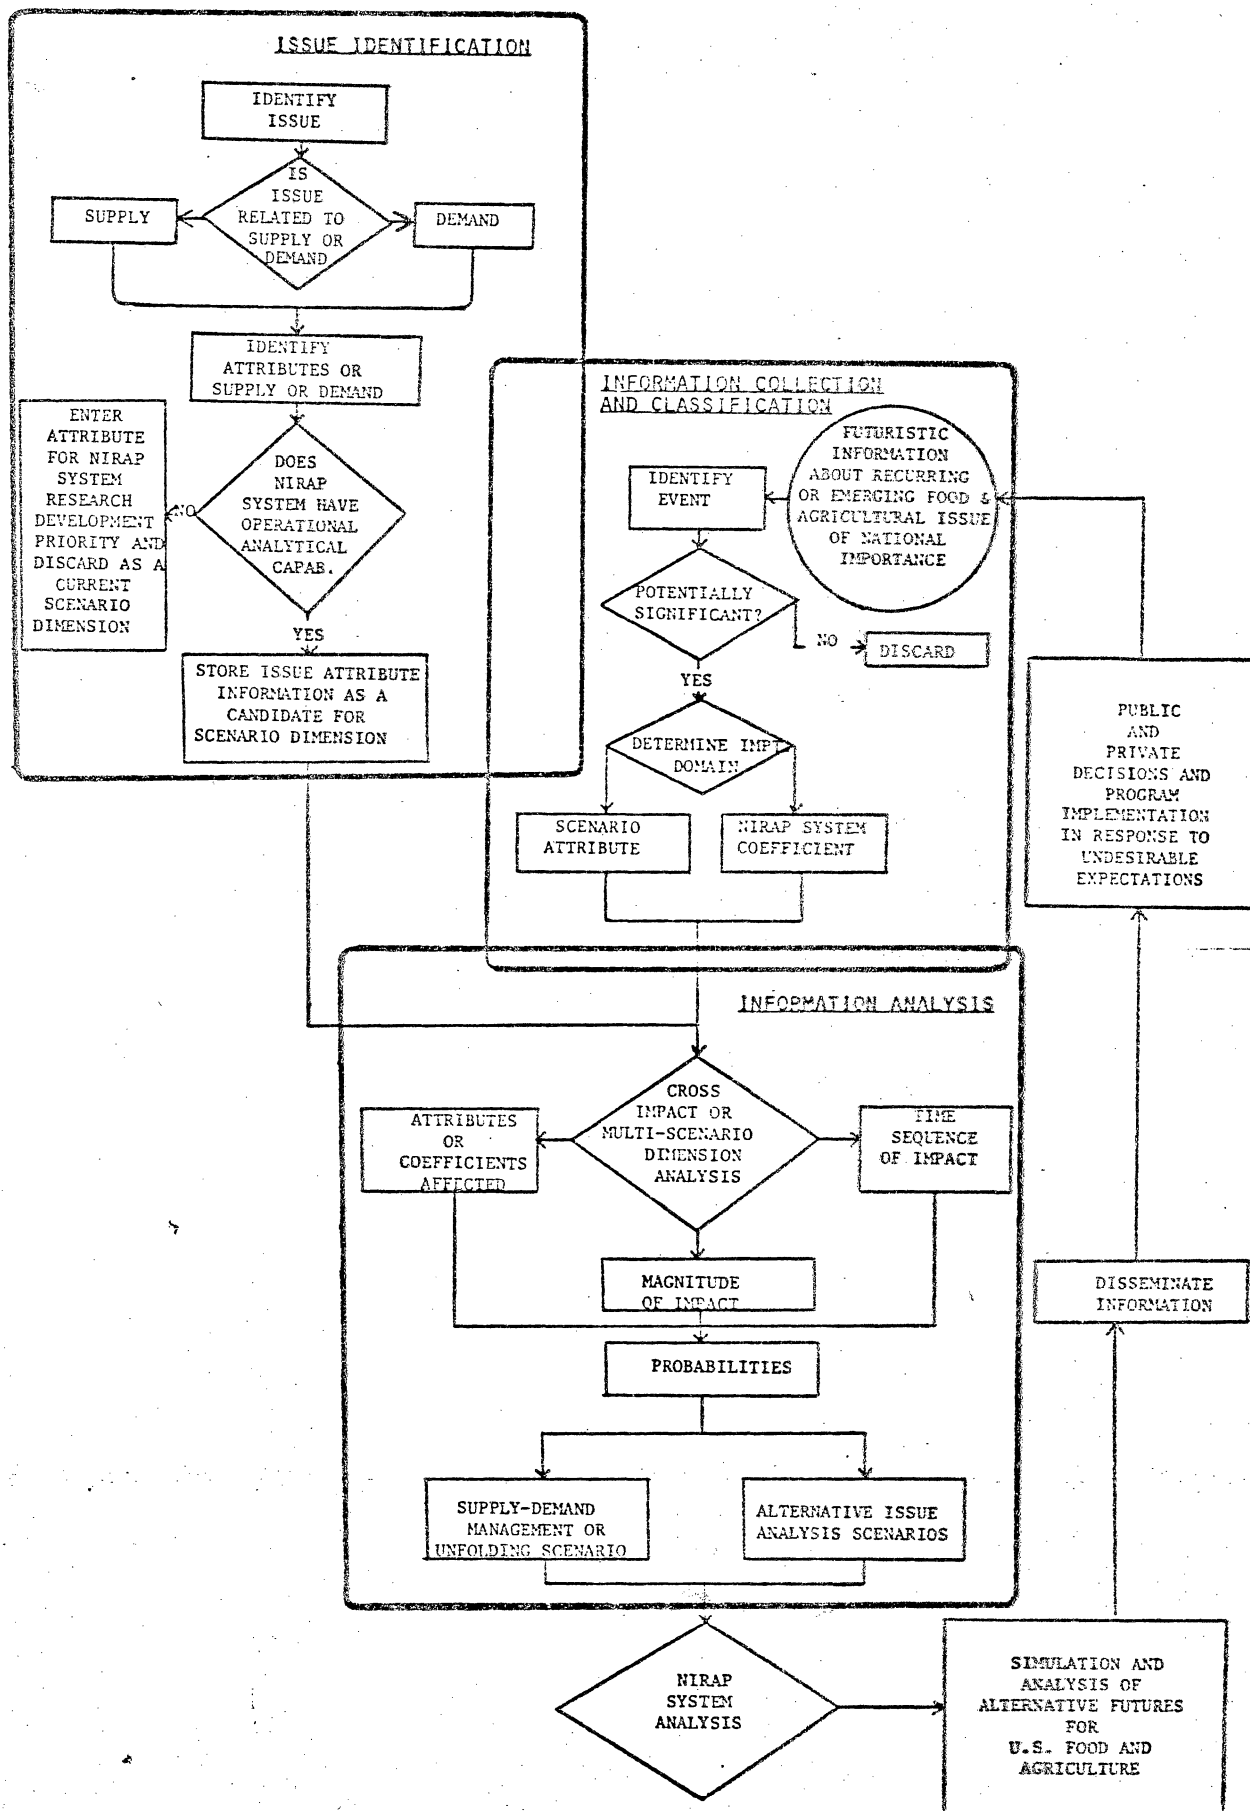 ISSUE IDENTIFICATION
IDENTIFY
ISSUE
IS
ISSUE
RELATED TO
SUPPLY OR
DEMAND
SUPPLY
DEMAND
IDENTIFY
ATTRIBUTES OR
SUPPLY OR DEMAND
ENTER
ATTRIBUTE
FOR NIRAP
SYSTEM
RESEARCH
DEVELOPMENT
PRIORITY AND
DISCARD AS A
CURRENT
SCENARIO
DIMENSION
NO
DOES
NIRAP
SYSTEM HAVE
OPERATIONAL
ANALYTICAL
CAPAB.
YES
STORE ISSUE ATTRIBUTE
INFORMATION AS A
CANDIDATE FOR
SCENARIO DIMENSION
INFORMATION COLLECTION
AND CLASSIFICATION
FUTURISTIC
INFORMATION
ABOUT RECURRING
OR EMERGING FOOD &
AGRICULTURAL ISSUE
OF NATIONAL
IMPORTANCE
IDENTIFY
EVENT
POTENTIALLY
SIGNIFICANT?
NO
DISCARD
YES
DETERMINE IMPT.
DOMAIN
SCENARIO
ATTRIBUTE
NIRAP SYSTEM
COEFFICIENT
PUBLIC
AND
PRIVATE
DECISIONS AND
PROGRAM
IMPLEMENTATION
IN RESPONSE TO
UNDESIRABLE
EXPECTATIONS
INFORMATION ANALYSIS
CROSS
IMPACT OR
MULTI-SCENARIO
DIMENSION
ANALYSIS
ATTRIBUTES
OR
COEFFICIENTS
AFFECTED
TIME
SEQUENCE
OF IMPACT
MAGNITUDE
OF IMPACT
DISSEMINATE
INFORMATION
PROBABILITIES
SUPPLY-DEMAND
MANAGEMENT OR
UNFOLDING SCENARIO
ALTERNATIVE ISSUE
ANALYSIS SCENARIOS
NIRAP
SYSTEM
ANALYSIS
SIMULATION AND
ANALYSIS OF
ALTERNATIVE FUTURES
FOR
U.S. FOOD AND
AGRICULTURE